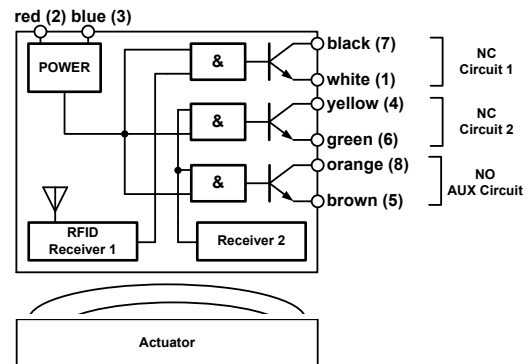 red (2) blue (3)
POWER
&
black (7)
white (1)
NC
Circuit 1
&
yellow (4)
green (6)
NC
Circuit 2
&
orange (8)
brown (5)
NO
AUX Circuit
RFID
Receiver 1
Receiver 2
Actuator